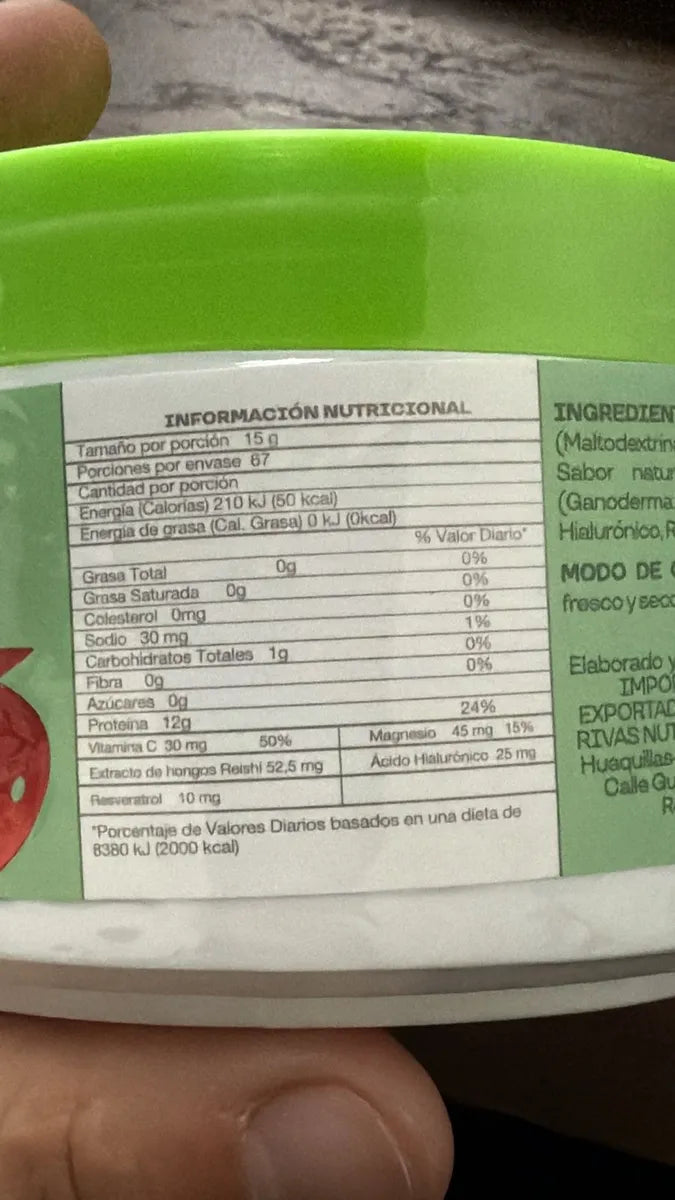 INFORMACIÓN NUTRICIONAL
Tamaño por porción 15 g
Porciones por envase 67
Cantidad por porción
Energía (Calorías) 210 kJ (50 kcal)
Energía de grasa (Cal. Grasa) 0 kJ (0kcal)
% Valor Diario*
Grasa Total 0g 0%
Grasa Saturada 0g 0%
Colesterol 0mg 0%
Sodio 30 mg 1%
Carbohidratos Totales 1g 0%
Fibra 0g 0%
Azúcares 0g
Proteína 12g 24%
Vitamina C 30 mg 50% Magnesio 45 mg 15%
Extracto de hongos Reishi 52,5 mg Ácido Hialurónico 25 mg
Resveratrol 10 mg
*Porcentaje de Valores Diarios basados en una dieta de
8380 kJ (2000 kcal)
INGREDIEN
(Maltodextrin
Sabor natur
(Ganoderma
Hialurónico, R
MODO DE
fresco y seco
Elaborado y
IMPO
EXPORTAD
RIVAS NUT
Huaquillas
Calle Gu
R